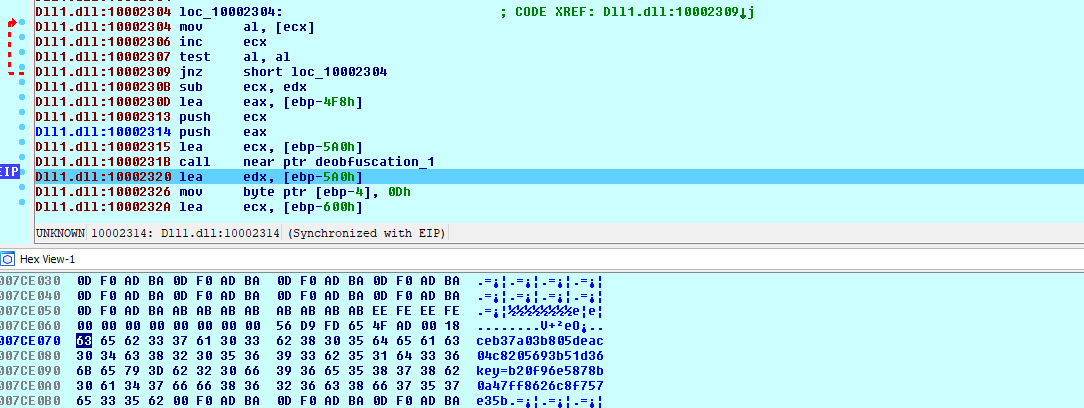 Dll1.dll:10002304 loc_10002304: ; CODE XREF: Dll1.dll:10002309↓j
Dll1.dll:10002304 mov al, [ecx]
Dll1.dll:10002306 inc ecx
Dll1.dll:10002307 test al, al
Dll1.dll:10002309 jnz short loc_10002304
Dll1.dll:1000230B sub ecx, edx
Dll1.dll:1000230D lea eax, [ebp-4F8h]
Dll1.dll:10002313 push ecx
Dll1.dll:10002314 push eax
Dll1.dll:10002315 lea ecx, [ebp-5A0h]
Dll1.dll:1000231B call near ptr deobfuscation_1
EIP Dll1.dll:10002320 lea edx, [ebp-5A0h]
Dll1.dll:10002326 mov byte ptr [ebp-4], 0Dh
Dll1.dll:1000232A lea ecx, [ebp-600h]
UNKNOWN 10002314: Dll1.dll:10002314 (Synchronized with EIP)
Hex View-1
007CE030 0D F0 AD BA 0D F0 AD BA 0D F0 AD BA 0D F0 AD BA .=¡¦.=¡¦.=¡¦.=¡¦
007CE040 0D F0 AD BA 0D F0 AD BA 0D F0 AD BA 0D F0 AD BA .=¡¦.=¡¦.=¡¦.=¡¦
007CE050 0D F0 AD BA AB AB AB AB AB AB AB AB EE FE EE FE .=¡¦½½½½½½½½e¦e¦
007CE060 00 00 00 00 00 00 00 00 56 D9 FD 65 4F AD 00 18 ........V+²eO¡..
007CE070 63 65 62 33 37 61 30 33 62 38 30 35 64 65 61 63 ceb37a03b805deac
007CE080 30 34 63 38 32 30 35 36 39 33 62 35 31 64 33 36 04c8205693b51d36
007CE090 6B 65 79 3D 62 32 30 66 39 36 65 35 38 37 38 62 key=b20f96e5878b
007CE0A0 30 61 34 37 66 66 38 36 32 36 63 38 66 37 35 37 0a47ff8626c8f757
007CE0B0 65 33 35 62 00 F0 AD BA 0D F0 AD BA 0D F0 AD BA e35b.=¡¦.=¡¦.=¡¦